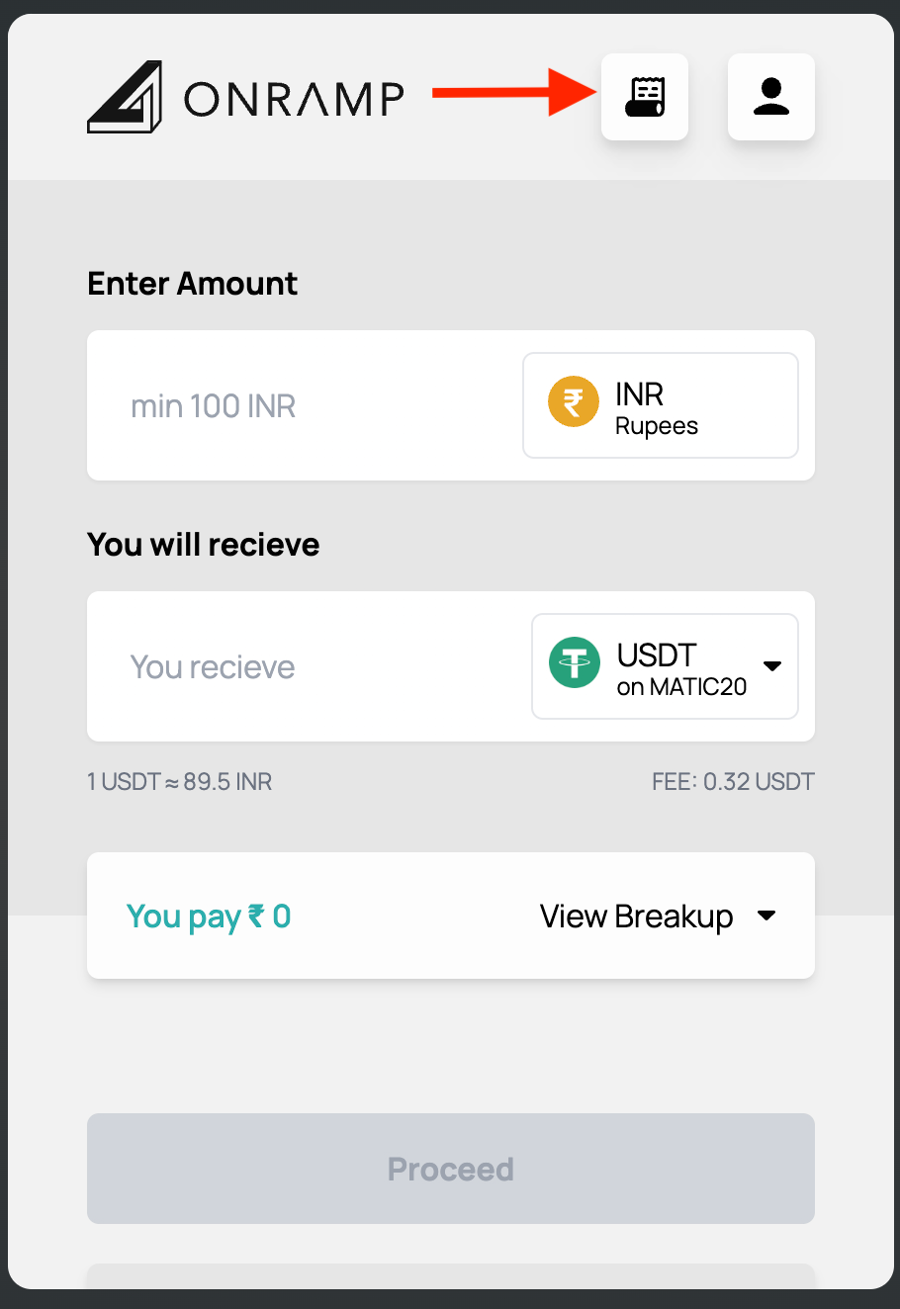 ONRAMP
Enter Amount
min 100 INR
₹ INR
Rupees
You will recieve
You recieve
USDT
on MATIC20
1 USDT ≈ 89.5 INR
FEE: 0.32 USDT
You pay ₹ 0
View Breakup
Proceed